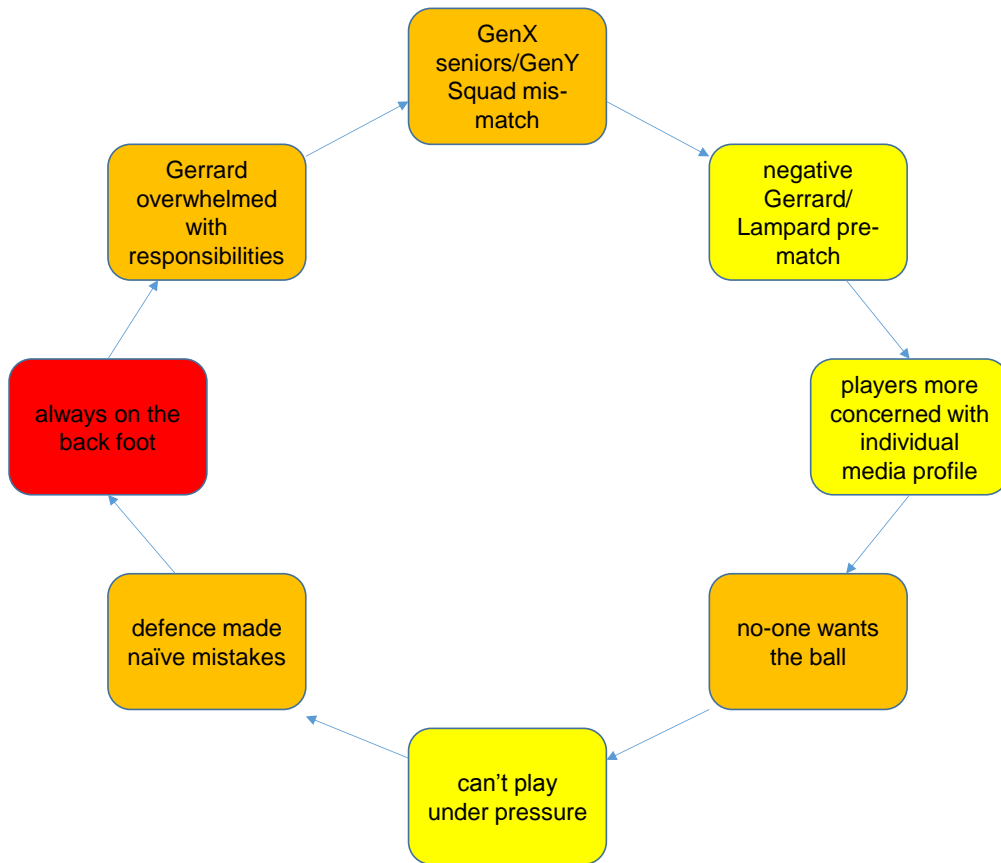 GenX
seniors/GenY
Squad mis-
match
negative
Gerrard/
Lampard pre-
match
players more
concerned with
individual
media profile
no-one wants
the ball
can’t play
under pressure
defence made
naïve mistakes
always on the
back foot
Gerrard
overwhelmed
with
responsibilities